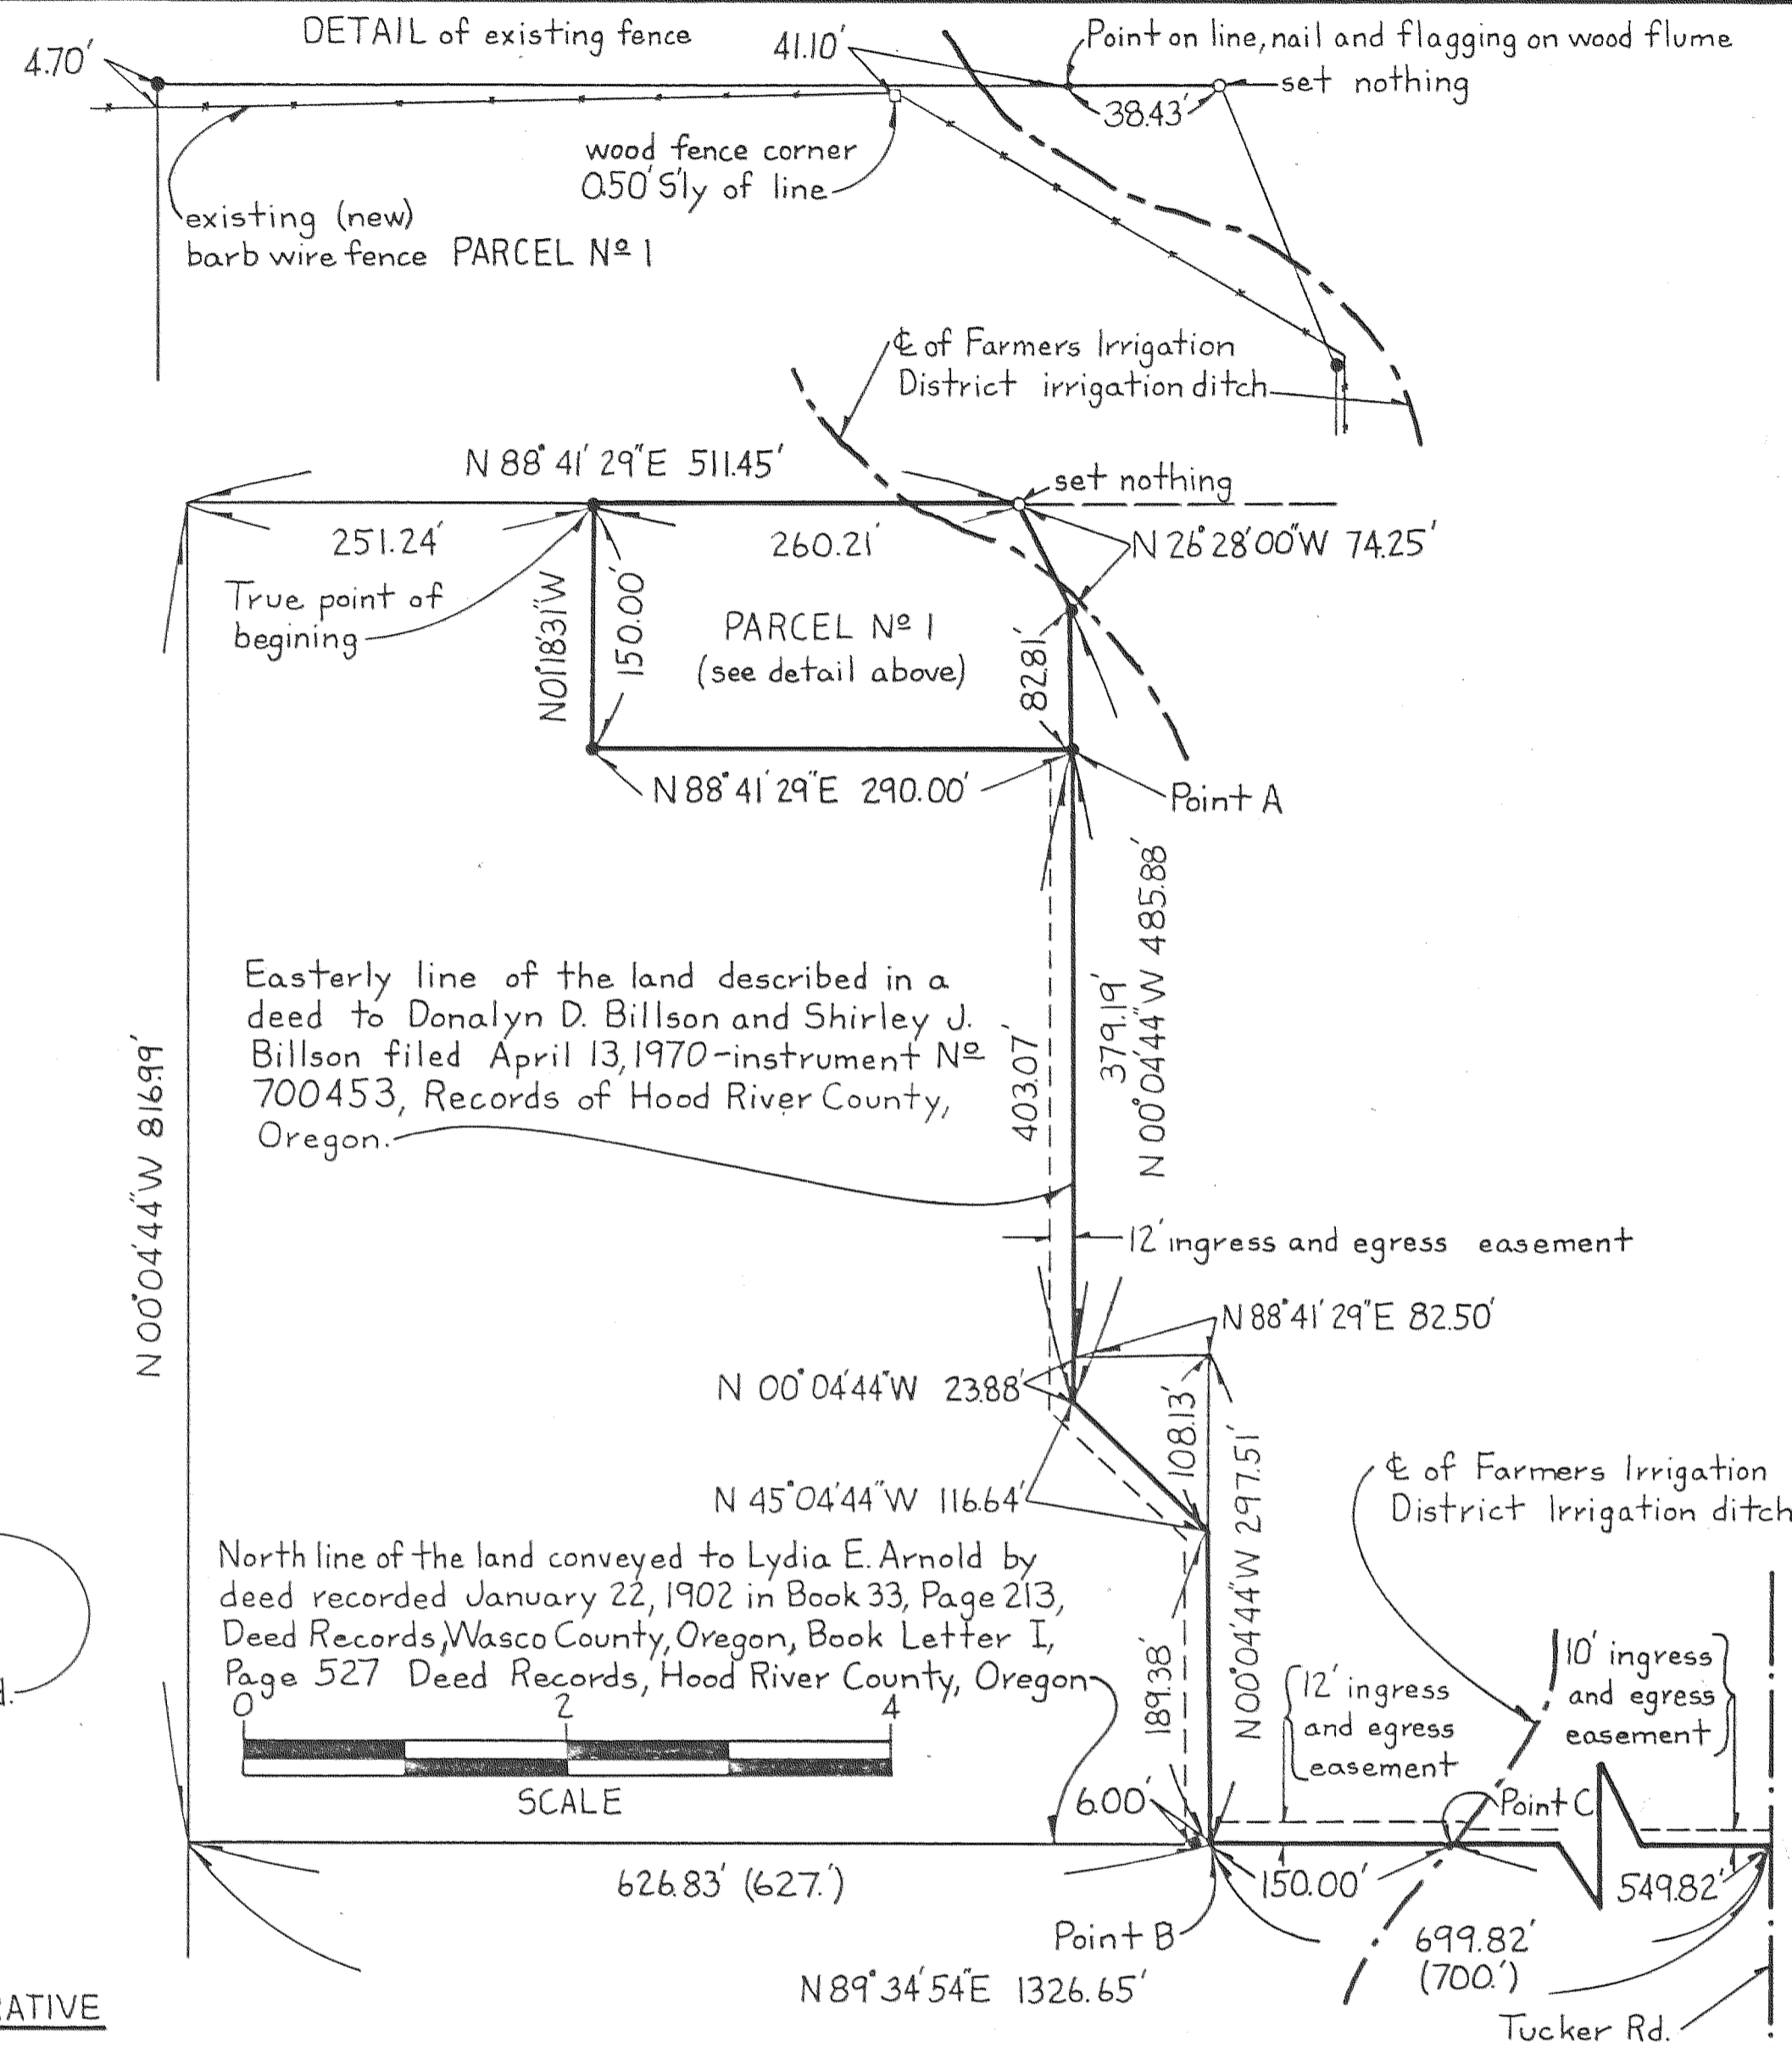 DETAIL of existing fence
4.70'
41.10'
Point on line, nail and flagging on wood flume
set nothing
38.43'
wood fence corner
0.50' S'ly of line
existing (new)
barb wire fence PARCEL Nº 1
℄ of Farmers Irrigation
District irrigation ditch
N 88° 41' 29" E 511.45'
set nothing
251.24'
260.21'
N 26° 28' 00" W 74.25'
True point of
begining
N 01° 18' 31" W
150.00'
PARCEL Nº 1
(see detail above)
82.81'
N 88° 41' 29" E 290.00'
Point A
N 00° 04' 44" W 485.88'
379.19'
Easterly line of the land described in a
deed to Donalyn D. Billson and Shirley J.
Billson filed April 13, 1970 - instrument Nº
700453, Records of Hood River County,
Oregon.
403.07'
N 00° 04' 44" W 816.99'
12' ingress and egress easement
N 88° 41' 29" E 82.50'
N 00° 04' 44" W 23.88'
108.13'
N 00° 04' 44" W 297.51'
N 45° 04' 44" W 116.64'
℄ of Farmers Irrigation
District Irrigation ditch
North line of the land conveyed to Lydia E. Arnold by
deed recorded January 22, 1902 in Book 33, Page 213,
Deed Records, Wasco County, Oregon, Book Letter I,
Page 527 Deed Records, Hood River County, Oregon
189.38'
12' ingress
and egress
easement
10' ingress
and egress
easement
d.
0 2 4
SCALE
6.00'
Point C
626.83' (627.')
150.00'
549.82'
Point B
699.82'
(700.')
N 89° 34' 54" E 1326.65'
Tucker Rd.
RATIVE